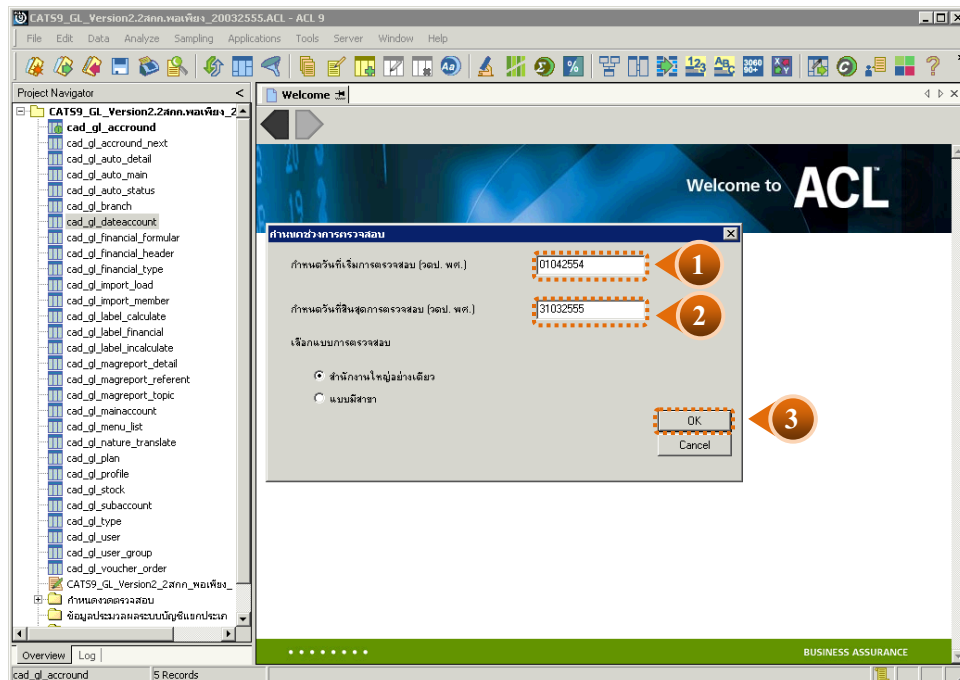 CATS9_GL_Version2.2สกก.พอเพียง_20032555.ACL - ACL 9
File Edit Data Analyze Sampling Applications Tools Server Window Help
Project Navigator
Welcome
CATS9_GL_Version2.2สกก.พอเพียง_2
cad_gl_accround
cad_gl_accround_next
cad_gl_auto_detail
cad_gl_auto_main
cad_gl_auto_status
cad_gl_branch
cad_gl_dateaccount
cad_gl_financial_formular
cad_gl_financial_header
cad_gl_financial_type
cad_gl_import_load
cad_gl_import_member
cad_gl_label_calculate
cad_gl_label_financial
cad_gl_label_incalculate
cad_gl_magreport_detail
cad_gl_magreport_referent
cad_gl_magreport_topic
cad_gl_mainaccount
cad_gl_menu_list
cad_gl_nature_translate
cad_gl_plan
cad_gl_profile
cad_gl_stock
cad_gl_subaccount
cad_gl_type
cad_gl_user
cad_gl_user_group
cad_gl_voucher_order
CATS9_GL_Version2_2สกก_พอเพียง_
กำหนดงวดตรวจสอบ
ข้อมูลประมวลผลระบบบัญชีแยกประเภ
Overview Log
cad_gl_accround 5 Records
Welcome to ACL™
กำหนดช่วงการตรวจสอบ
กำหนดวันที่เริ่มการตรวจสอบ (วดป. พศ.) 01042554 1
กำหนดวันที่สิ้นสุดการตรวจสอบ (วดป. พศ.) 31032555 2
เลือกแบบการตรวจสอบ
สำนักงานใหญ่อย่างเดียว
แบบมีสาขา
OK 3
Cancel
BUSINESS ASSURANCE